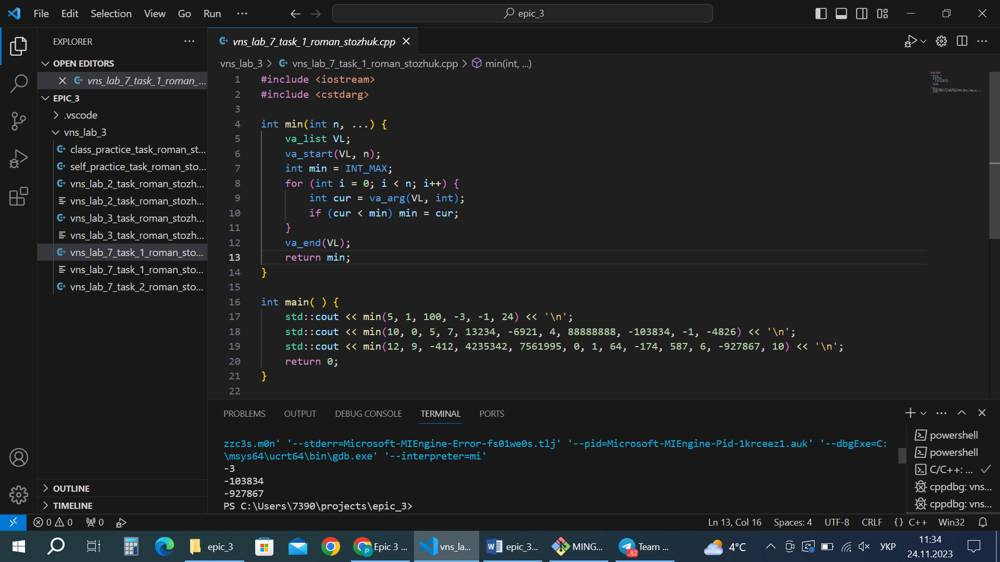 File Edit Selection View Go Run ...
epic_3
EXPLORER
OPEN EDITORS
vns_lab_7_task_1_roman_...
EPIC_3
.vscode
vns_lab_3
class_practice_task_roman_st...
self_practice_task_roman_sto...
vns_lab_2_task_roman_stozh...
vns_lab_2_task_roman_stozh...
vns_lab_3_task_roman_stozh...
vns_lab_3_task_roman_stozh...
vns_lab_7_task_1_roman_sto...
vns_lab_7_task_1_roman_sto...
vns_lab_7_task_2_roman_sto...
OUTLINE
TIMELINE
vns_lab_7_task_1_roman_stozhuk.cpp
vns_lab_3 > vns_lab_7_task_1_roman_stozhuk.cpp > min(int, ...)
1 #include <iostream>
2 #include <cstdarg>
3
4 int min(int n, ...) {
5     va_list VL;
6     va_start(VL, n);
7     int min = INT_MAX;
8     for (int i = 0; i < n; i++) {
9         int cur = va_arg(VL, int);
10         if (cur < min) min = cur;
11     }
12     va_end(VL);
13     return min;
14 }
15
16 int main( ) {
17     std::cout << min(5, 1, 100, -3, -1, 24) << '\n';
18     std::cout << min(10, 0, 5, 7, 13234, -6921, 4, 88888888, -103834, -1, -4826) << '\n';
19     std::cout << min(12, 9, -412, 4235342, 7561995, 0, 1, 64, -174, 587, 6, -927867, 10) << '\n';
20     return 0;
21 }
22
PROBLEMS OUTPUT DEBUG CONSOLE TERMINAL PORTS
zzc3s.m0n' '--stderr=Microsoft-MIEngine-Error-fs01we0s.tlj' '--pid=Microsoft-MIEngine-Pid-1krceez1.auk' '--dbgExe=C:
\msys64\ucrt64\bin\gdb.exe' '--interpreter=mi'
-3
-103834
-927867
PS C:\Users\7390\projects\epic_3>
powershell
powershell
C/C++: ...
cppdbg: vns...
cppdbg: vns...
0 0 0
Ln 13, Col 16 Spaces: 4 UTF-8 CRLF {} C++ Win32
epic_3
P
Epic 3 ...
vns_la...
epic_3...
MING...
..82
Team ...
4°C
УКР
11:34
24.11.2023